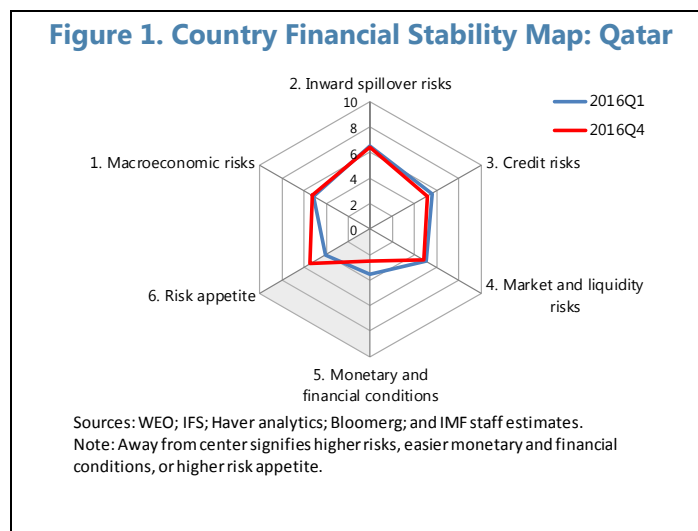 Figure 1. Country Financial Stability Map: Qatar
2. Inward spillover risks
10
8
6
4
2
0
2016Q1
2016Q4
1. Macroeconomic risks
3. Credit risks
6. Risk appetite
4. Market and liquidity
risks
5. Monetary and
financial conditions
Sources: WEO; IFS; Haver analytics; Bloomerg; and IMF staff estimates.
Note: Away from center signifies higher risks, easier monetary and financial
conditions, or higher risk appetite.